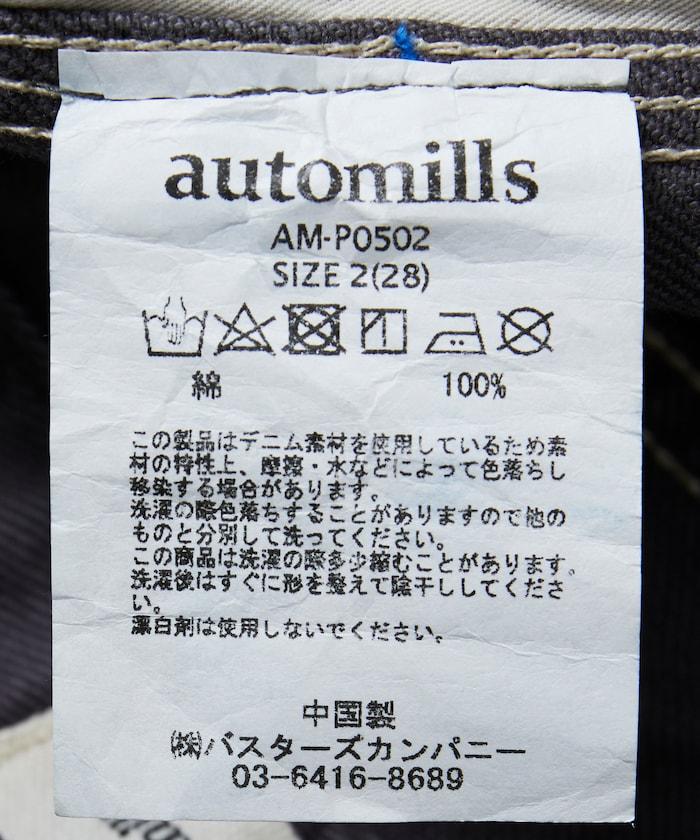 automills
AM-P0502
SIZE 2(28)
綿 100%
この製品はデニム素材を使用しているため素
材の特性上、摩擦・水などによって色落ちし
移染する場合があります。
洗濯の際色落ちすることがありますので他の
ものと分別して洗ってください。
この商品は洗濯の際多少縮むことがあります。
洗濯後はすぐに形を整えて陰干ししてくださ
い。
漂白剤は使用しないでください。
中国製
㈱バスターズカンパニー
03-6416-8689